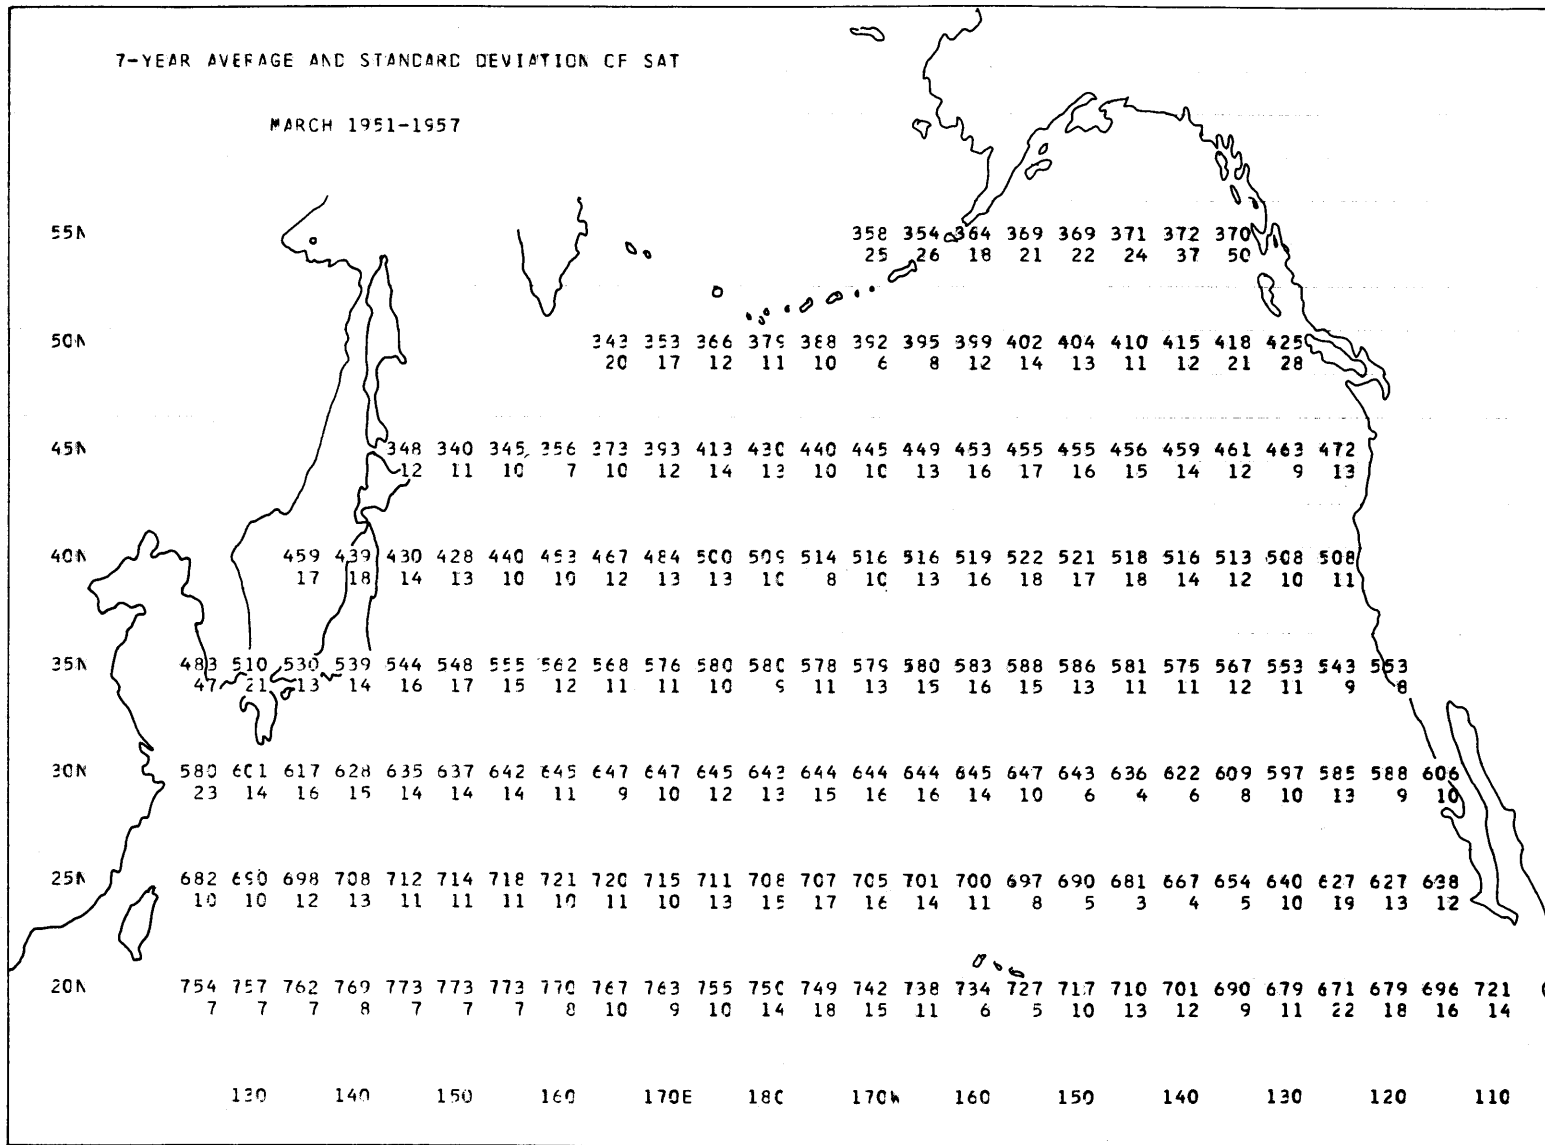 7-YEAR AVERAGE AND STANDARD DEVIATION CF SAT
MARCH 1951-1957
55N 358 354 364 369 369 371 372 370
25 26 18 21 22 24 37 50
50N 343 353 366 379 388 392 395 399 402 404 410 415 418 425
20 17 12 11 10 6 8 12 14 13 11 12 21 28
45N 348 340 345 356 373 393 413 430 440 445 449 453 455 455 456 459 461 463 472
12 11 10 7 10 12 14 13 10 10 13 16 17 16 15 14 12 9 13
40N 459 439 430 428 440 453 467 484 500 509 514 516 516 519 522 521 518 516 513 508 508
17 18 14 13 10 10 12 13 13 10 8 10 13 16 18 17 18 14 12 10 11
35N 483 510 530 539 544 548 555 562 568 576 580 580 578 579 580 583 588 586 581 575 567 553 543 553
47 21 13 14 16 17 15 12 11 11 10 9 11 13 15 16 15 13 11 11 12 11 9 8
30N 580 601 617 628 635 637 642 645 647 647 645 643 644 644 644 645 647 643 636 622 609 597 585 588 606
23 14 16 15 14 14 14 11 9 10 12 13 15 16 16 14 10 6 4 6 8 10 13 9 10
25N 682 690 698 708 712 714 718 721 720 715 711 708 707 705 701 700 697 690 681 667 654 640 627 627 638
10 10 12 13 11 11 11 10 11 10 13 15 17 16 14 11 8 5 3 4 5 10 19 13 12
20N 754 757 762 769 773 773 773 770 767 763 755 750 749 742 738 734 727 717 710 701 690 679 671 679 696 721
7 7 7 8 7 7 7 8 10 9 10 14 18 15 11 6 5 10 13 12 9 11 22 18 16 14
130 140 150 160 170E 180 170W 160 150 140 130 120 110